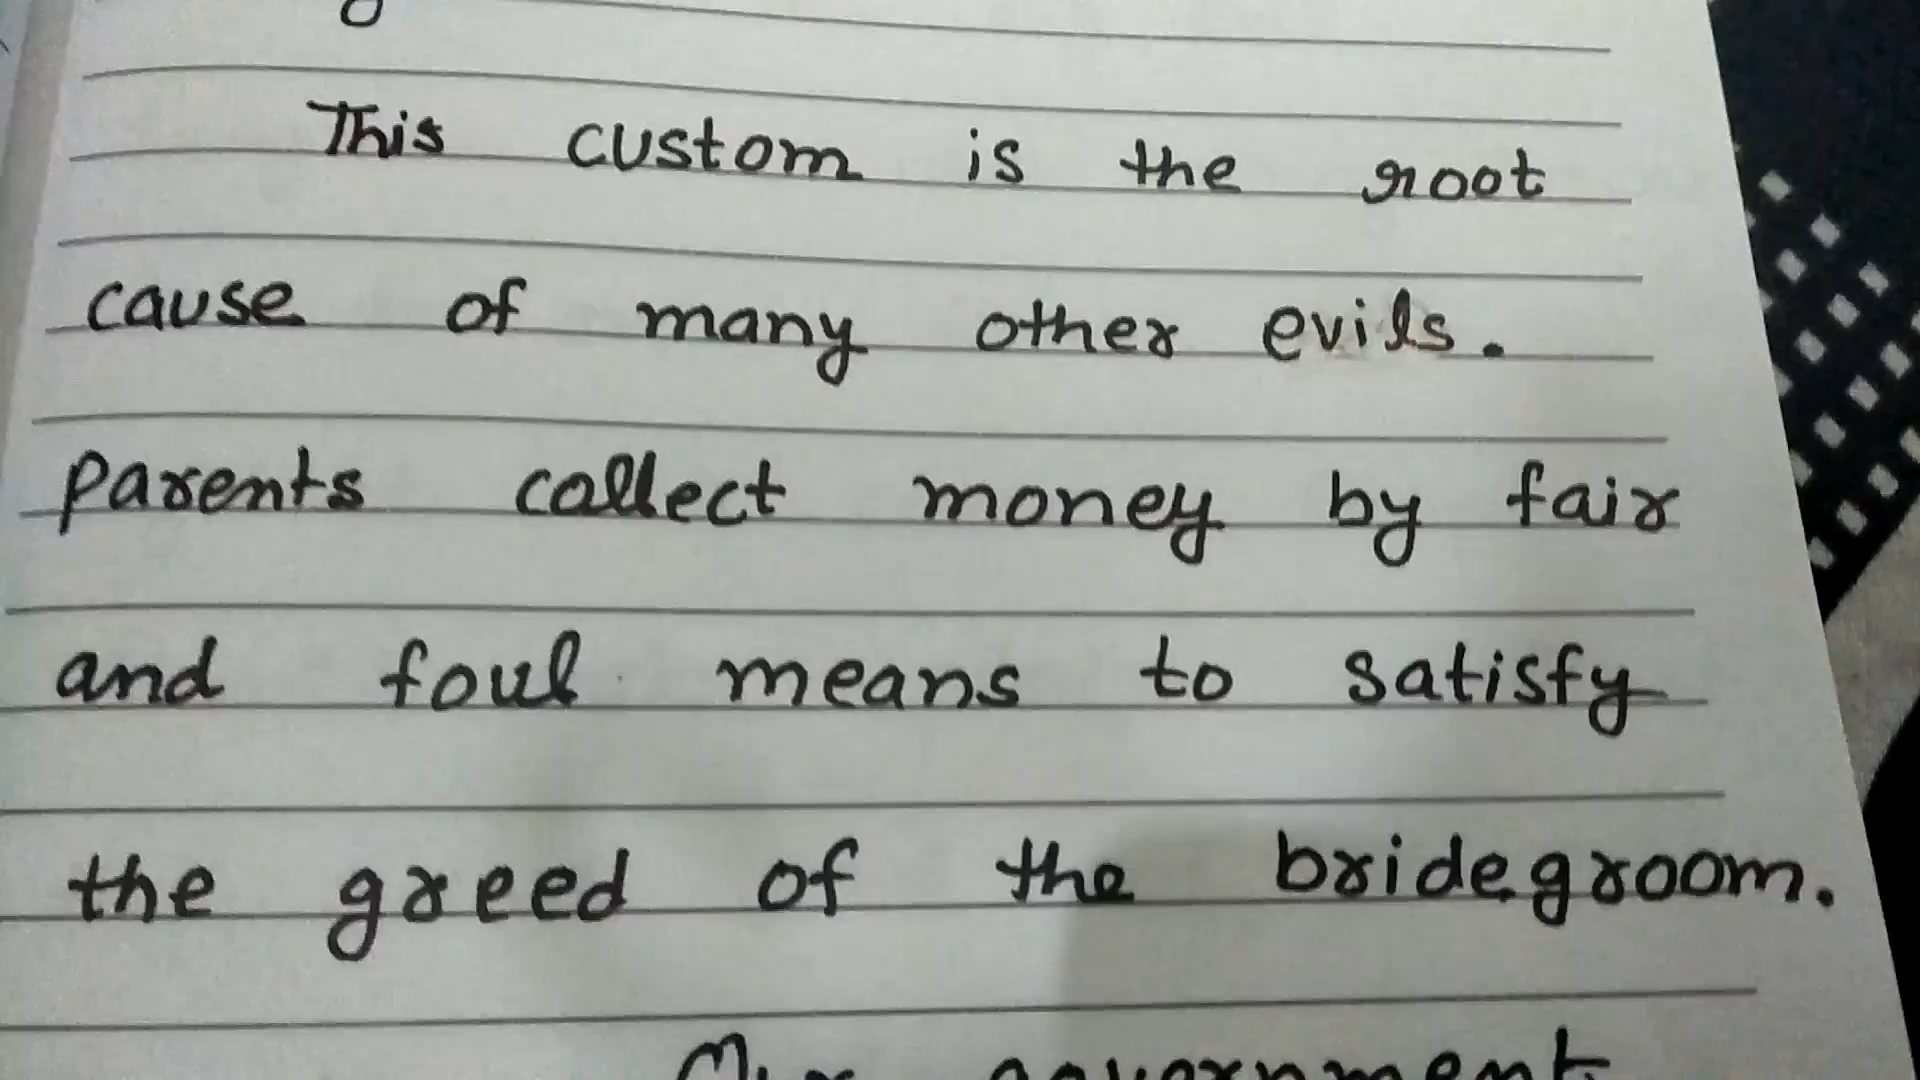 This custom is the root
cause of many other evils.
parents collect money by fair
and foul means to satisfy
the greed of the bridegroom.
government